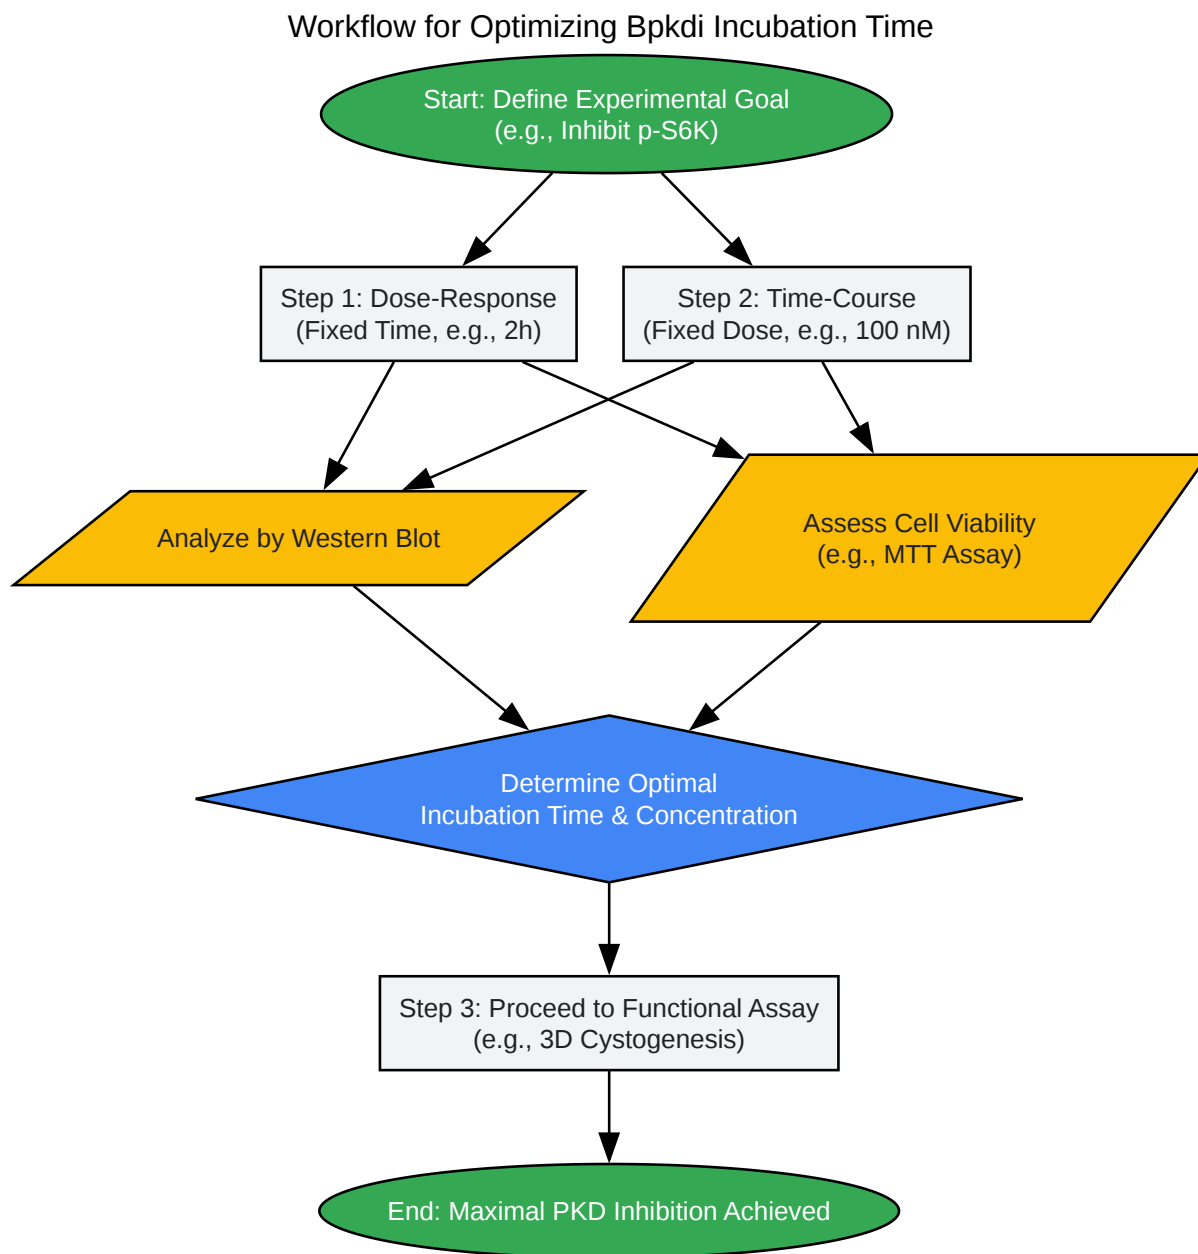 Workflow for Optimizing Bpkdi Incubation Time
Start: Define Experimental Goal
(e.g., Inhibit p-S6K)
Step 1: Dose-Response
(Fixed Time, e.g., 2h)
Step 2: Time-Course
(Fixed Dose, e.g., 100 nM)
Analyze by Western Blot
Assess Cell Viability
(e.g., MTT Assay)
Determine Optimal
Incubation Time & Concentration
Step 3: Proceed to Functional Assay
(e.g., 3D Cystogenesis)
End: Maximal PKD Inhibition Achieved